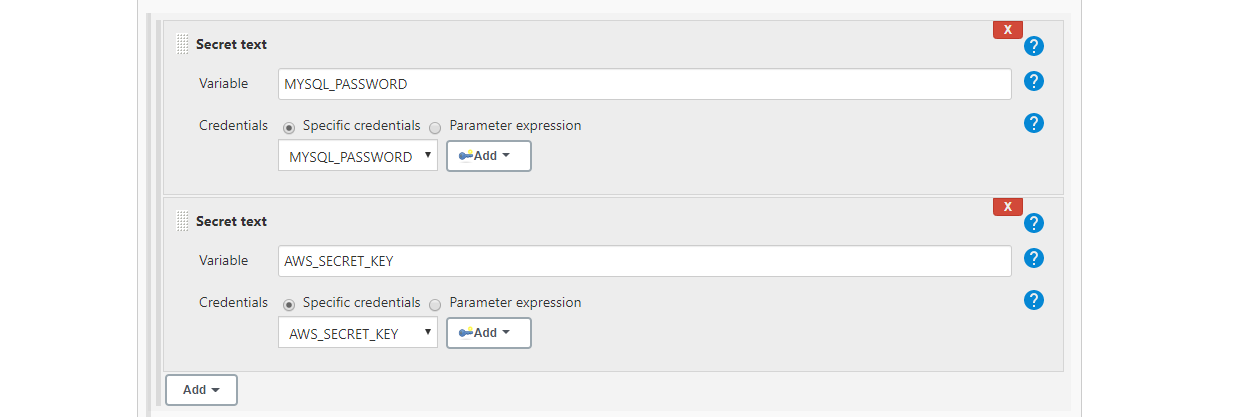 X
Secret text
?
Variable MYSQL_PASSWORD ?
Credentials Specific credentials Parameter expression ?
MYSQL_PASSWORD Add
X
Secret text
?
Variable AWS_SECRET_KEY ?
Credentials Specific credentials Parameter expression ?
AWS_SECRET_KEY Add
Add